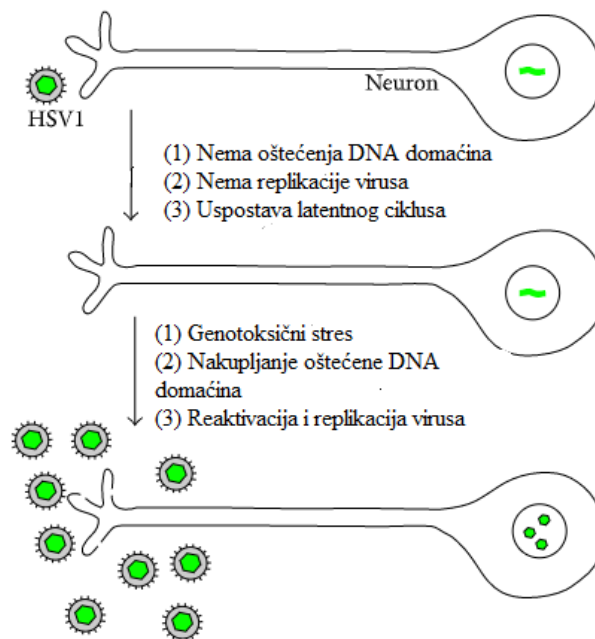 HSV1
Neuron
(1) Nema oštećenja DNA domaćina
(2) Nema replikacije virusa
(3) Uspostava latentnog ciklusa
(1) Genotoksični stres
(2) Nakupljanje oštećene DNA
domaćina
(3) Reaktivacija i replikacija virusa